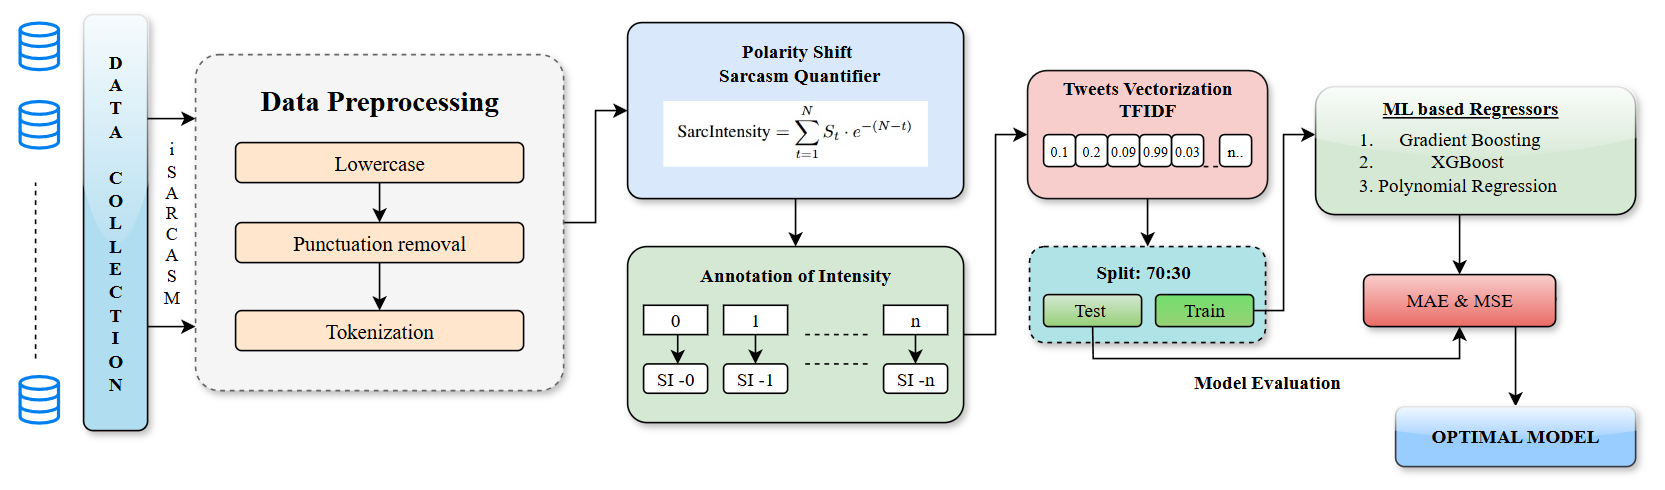 DATA COLLECTION
iSARCASM
Data Preprocessing
Lowercase
Punctuation removal
Tokenization
Polarity Shift
Sarcasm Quantifier
SarcIntensity = \sum_{t=1}^{N} S_t \cdot e^{-(N-t)}
Annotation of Intensity
0 1 n
SI -0 SI -1 SI -n
Tweets Vectorization
TFIDF
0.1 0.2 0.09 0.99 0.03 n..
Split: 70:30
Test Train
Model Evaluation
ML based Regressors
1. Gradient Boosting
2. XGBoost
3. Polynomial Regression
MAE & MSE
OPTIMAL MODEL